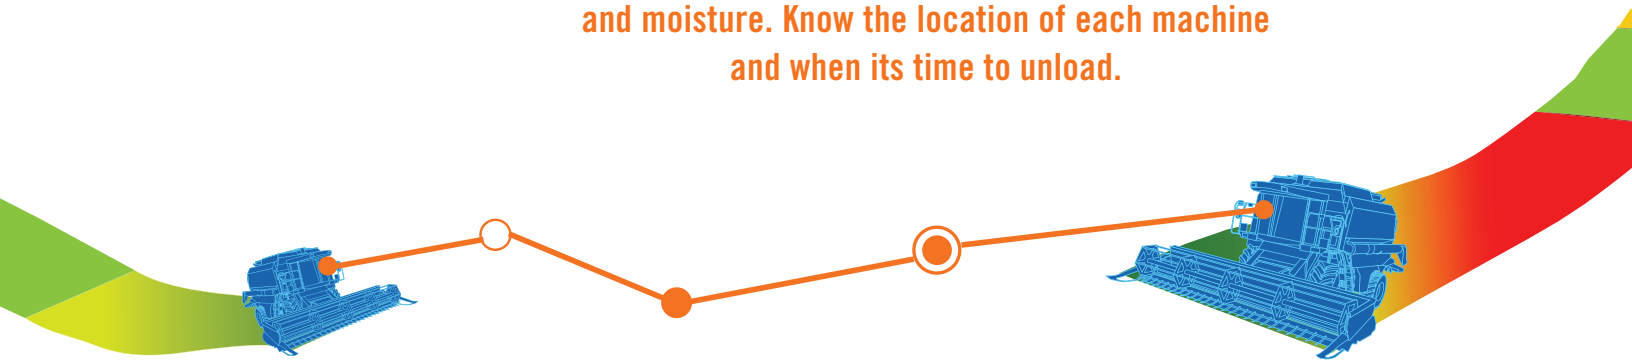 and moisture. Know the location of each machine
and when its time to unload.